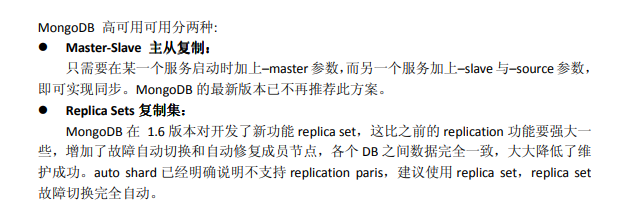 MongoDB 高可用可用分两种:
● Master-Slave 主从复制:
只需要在某一个服务启动时加上–master 参数,而另一个服务加上–slave 与–source 参数,
即可实现同步。MongoDB 的最新版本已不再推荐此方案。
● Replica Sets 复制集:
MongoDB 在 1.6 版本对开发了新功能 replica set,这比之前的 replication 功能要强大一
些,增加了故障自动切换和自动修复成员节点,各个 DB 之间数据完全一致,大大降低了维
护成功。auto shard 已经明确说明不支持 replication paris,建议使用 replica set,replica set
故障切换完全自动。